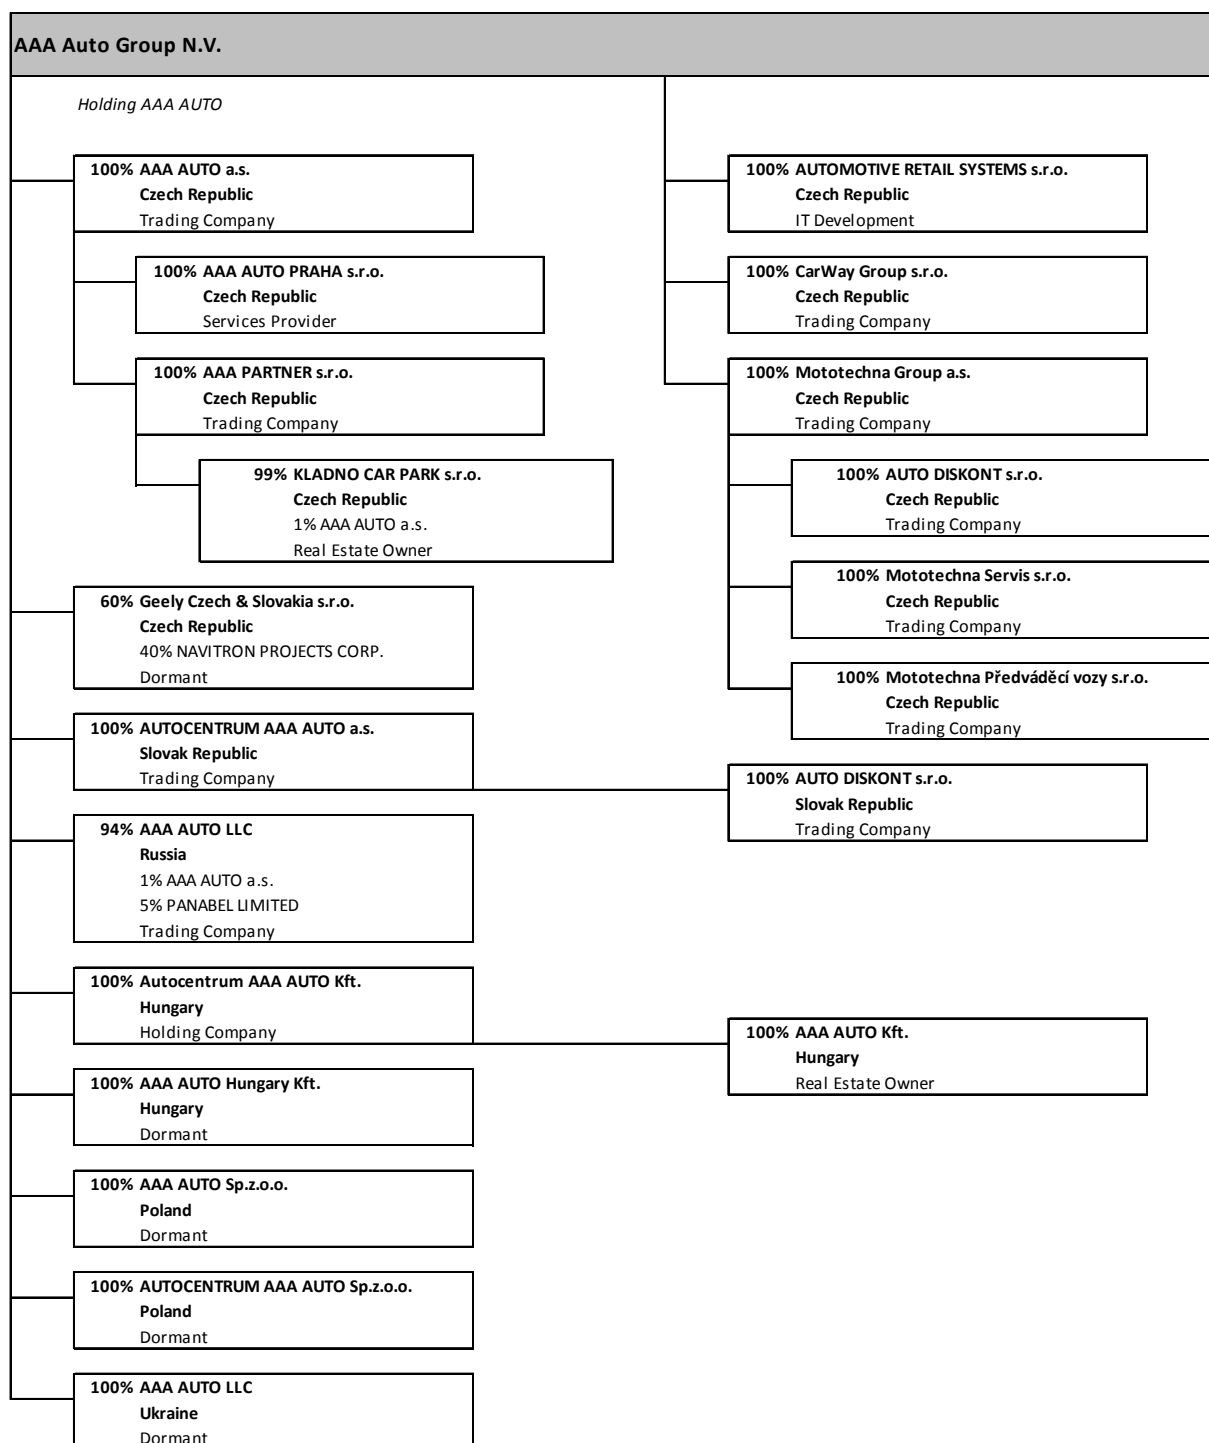 AAA Auto Group N.V.
Holding AAA AUTO
100% AAA AUTO a.s.
Czech Republic
Trading Company
100% AAA AUTO PRAHA s.r.o.
Czech Republic
Services Provider
100% AAA PARTNER s.r.o.
Czech Republic
Trading Company
99% KLADNO CAR PARK s.r.o.
Czech Republic
1% AAA AUTO a.s.
Real Estate Owner
60% Geely Czech & Slovakia s.r.o.
Czech Republic
40% NAVITRON PROJECTS CORP.
Dormant
100% AUTOCENTRUM AAA AUTO a.s.
Slovak Republic
Trading Company
94% AAA AUTO LLC
Russia
1% AAA AUTO a.s.
5% PANABEL LIMITED
Trading Company
100% Autocentrum AAA AUTO Kft.
Hungary
Holding Company
100% AAA AUTO Hungary Kft.
Hungary
Dormant
100% AAA AUTO Sp.z.o.o.
Poland
Dormant
100% AUTOCENTRUM AAA AUTO Sp.z.o.o.
Poland
Dormant
100% AAA AUTO LLC
Ukraine
Dormant
100% AUTOMOTIVE RETAIL SYSTEMS s.r.o.
Czech Republic
IT Development
100% CarWay Group s.r.o.
Czech Republic
Trading Company
100% Mototechna Group a.s.
Czech Republic
Trading Company
100% AUTO DISKONT s.r.o.
Czech Republic
Trading Company
100% Mototechna Servis s.r.o.
Czech Republic
Trading Company
100% Mototechna Předváděcí vozy s.r.o.
Czech Republic
Trading Company
100% AUTO DISKONT s.r.o.
Slovak Republic
Trading Company
100% AAA AUTO Kft.
Hungary
Real Estate Owner